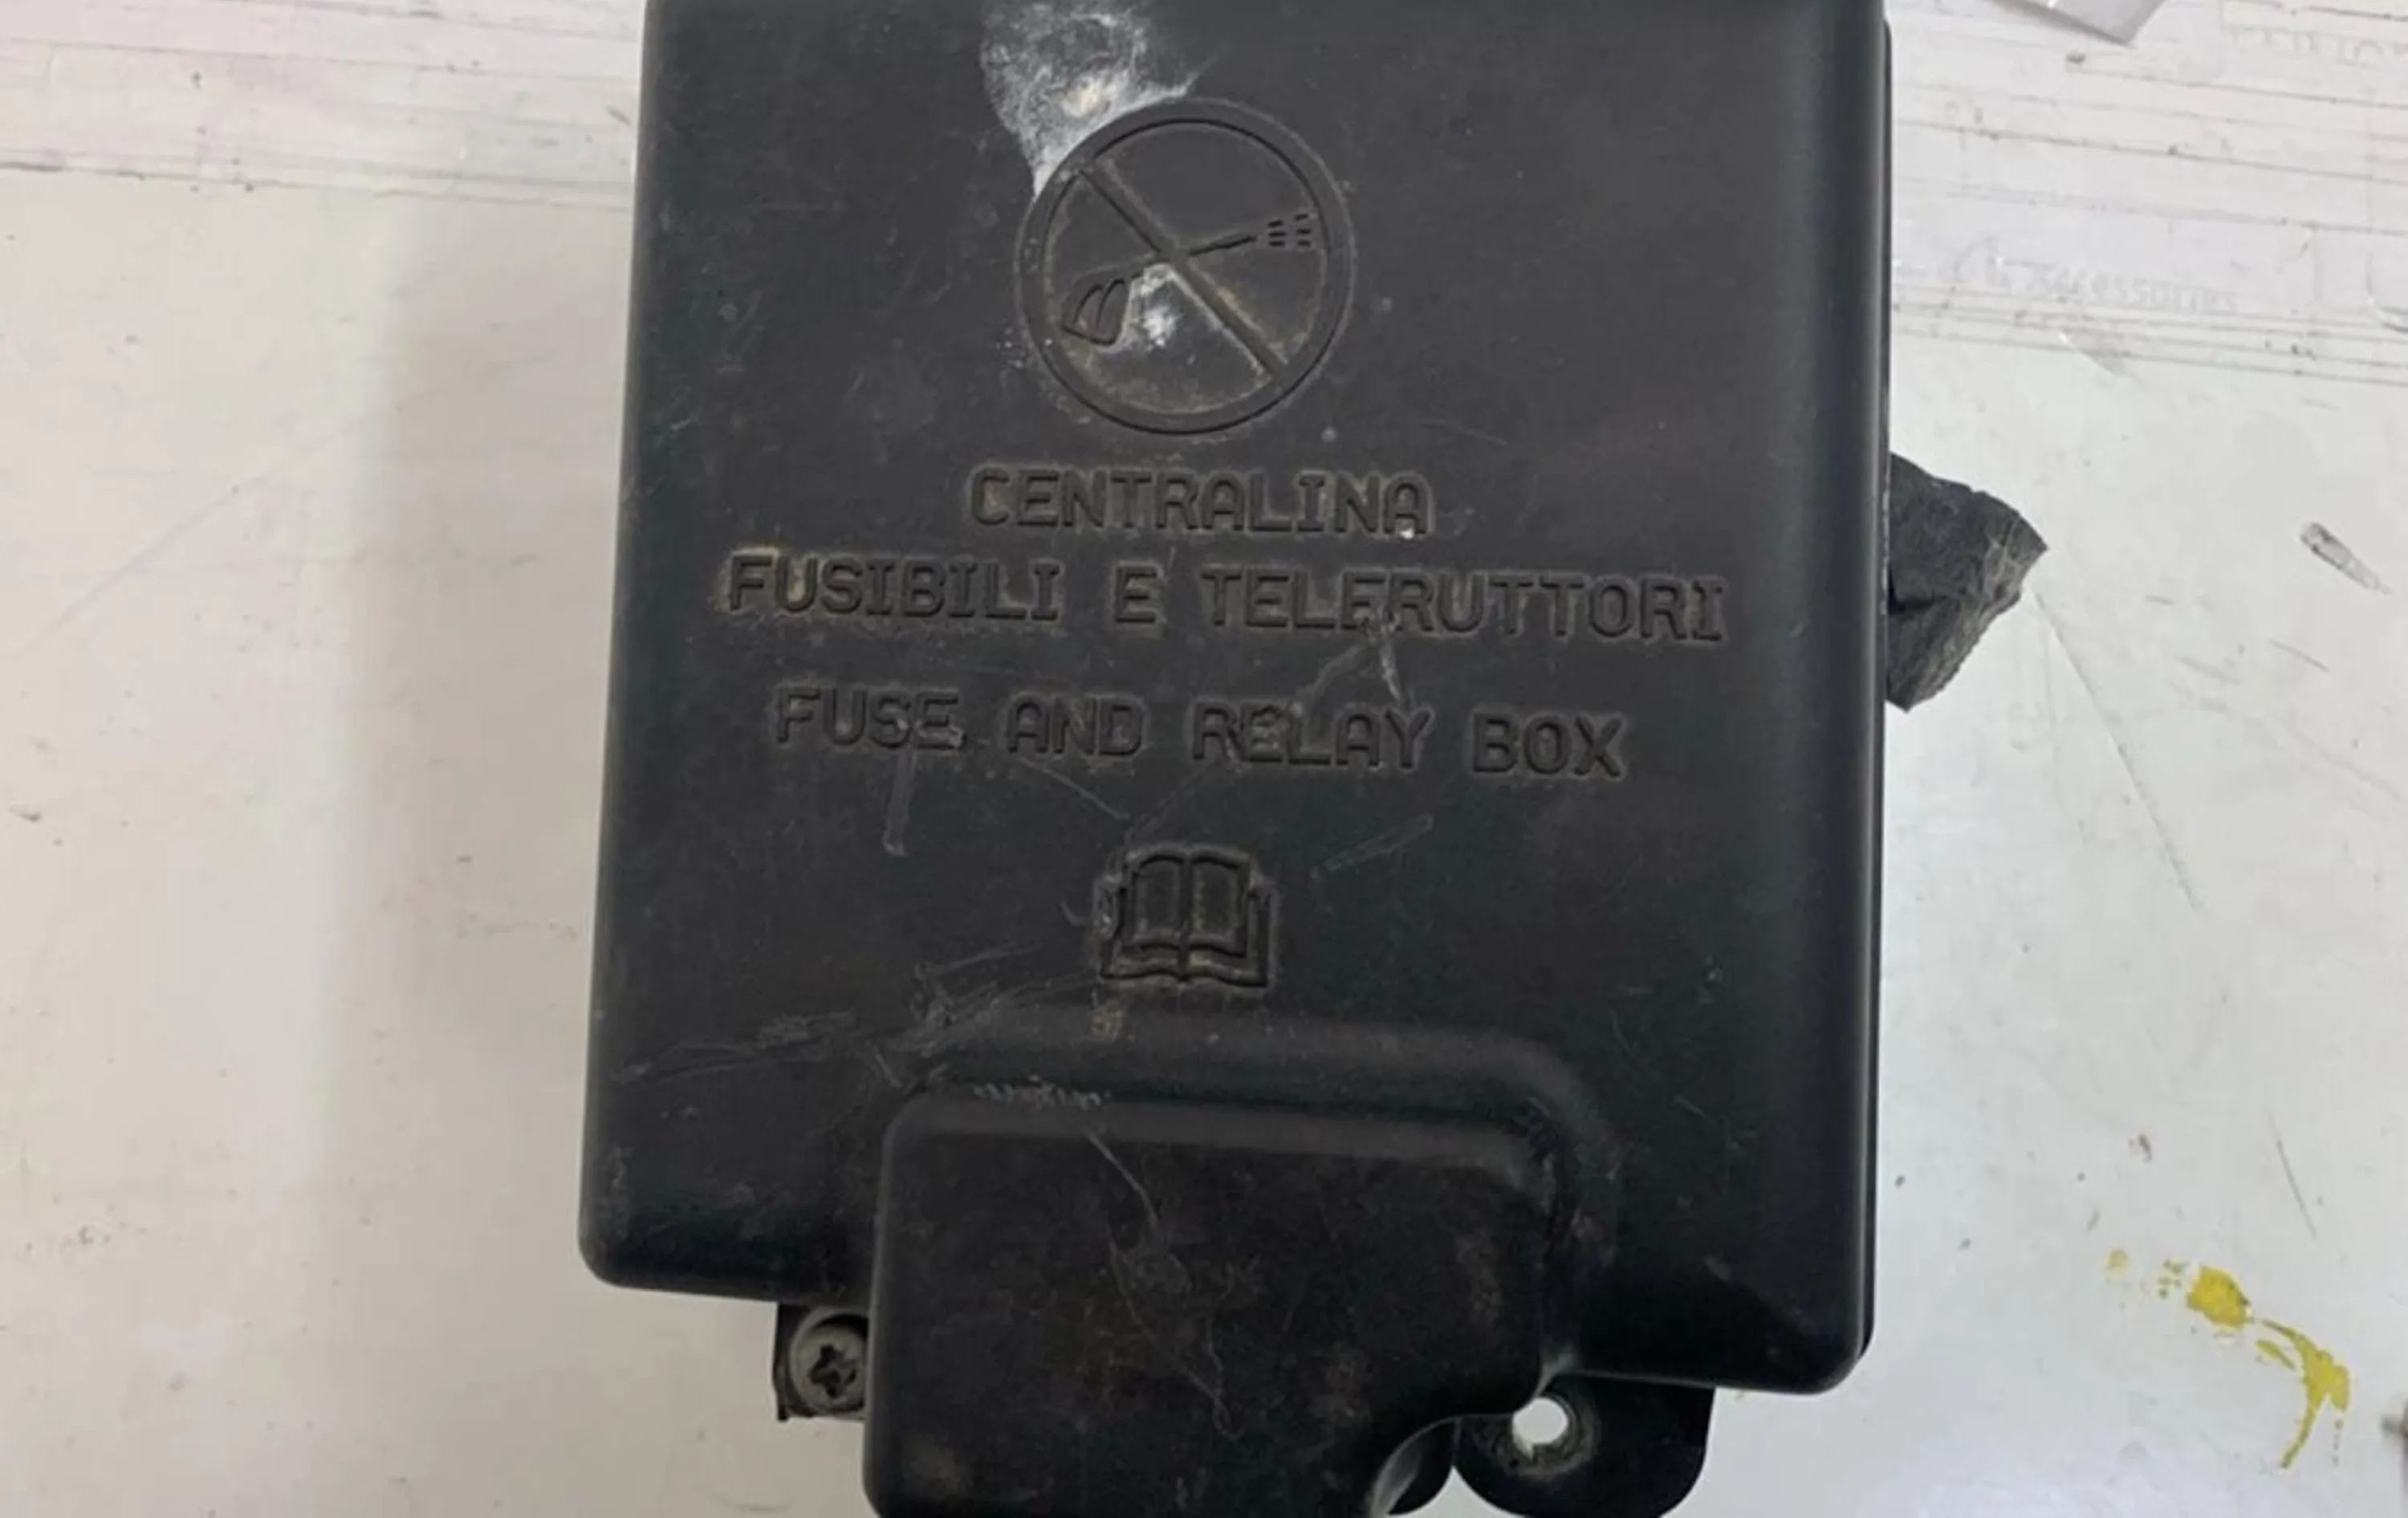 CENTRALINA
FUSIBILI E TELERUTTORI
FUSE AND RELAY BOX